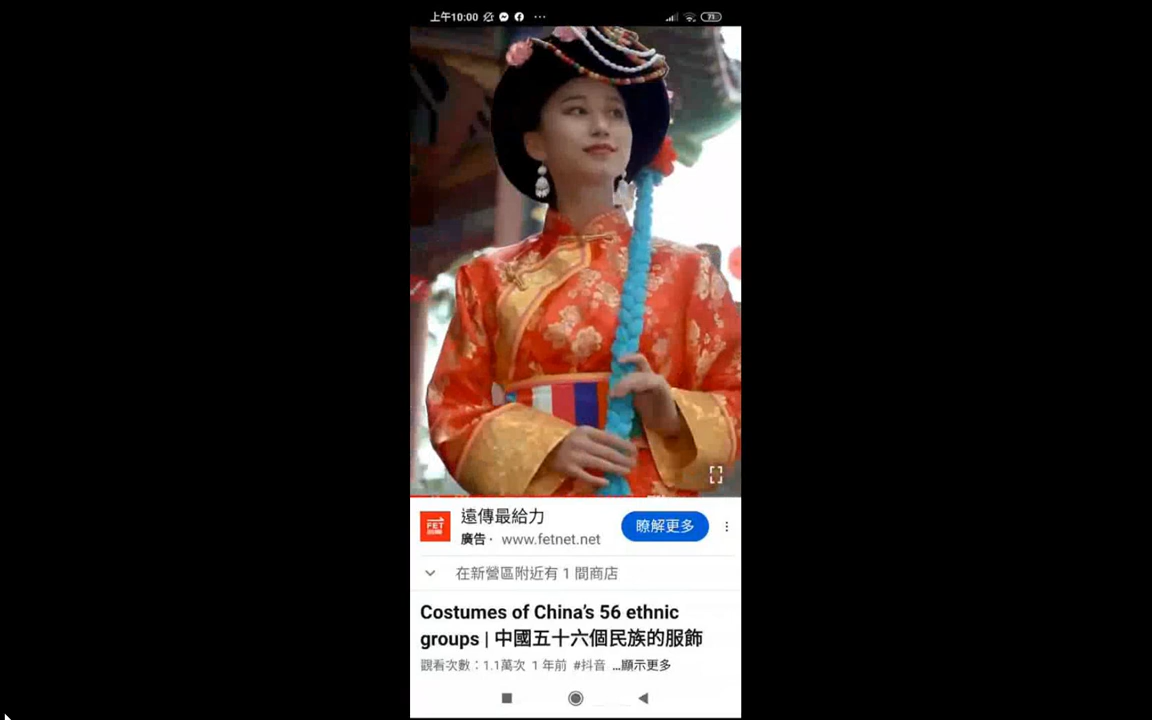 上午10:00
71
FET
遠傳最給力
廣告 · www.fetnet.net
瞭解更多
在新營區附近有 1 間商店
Costumes of China's 56 ethnic
groups | 中國五十六個民族的服飾
觀看次數：1.1萬次 1 年前 #抖音 ...顯示更多